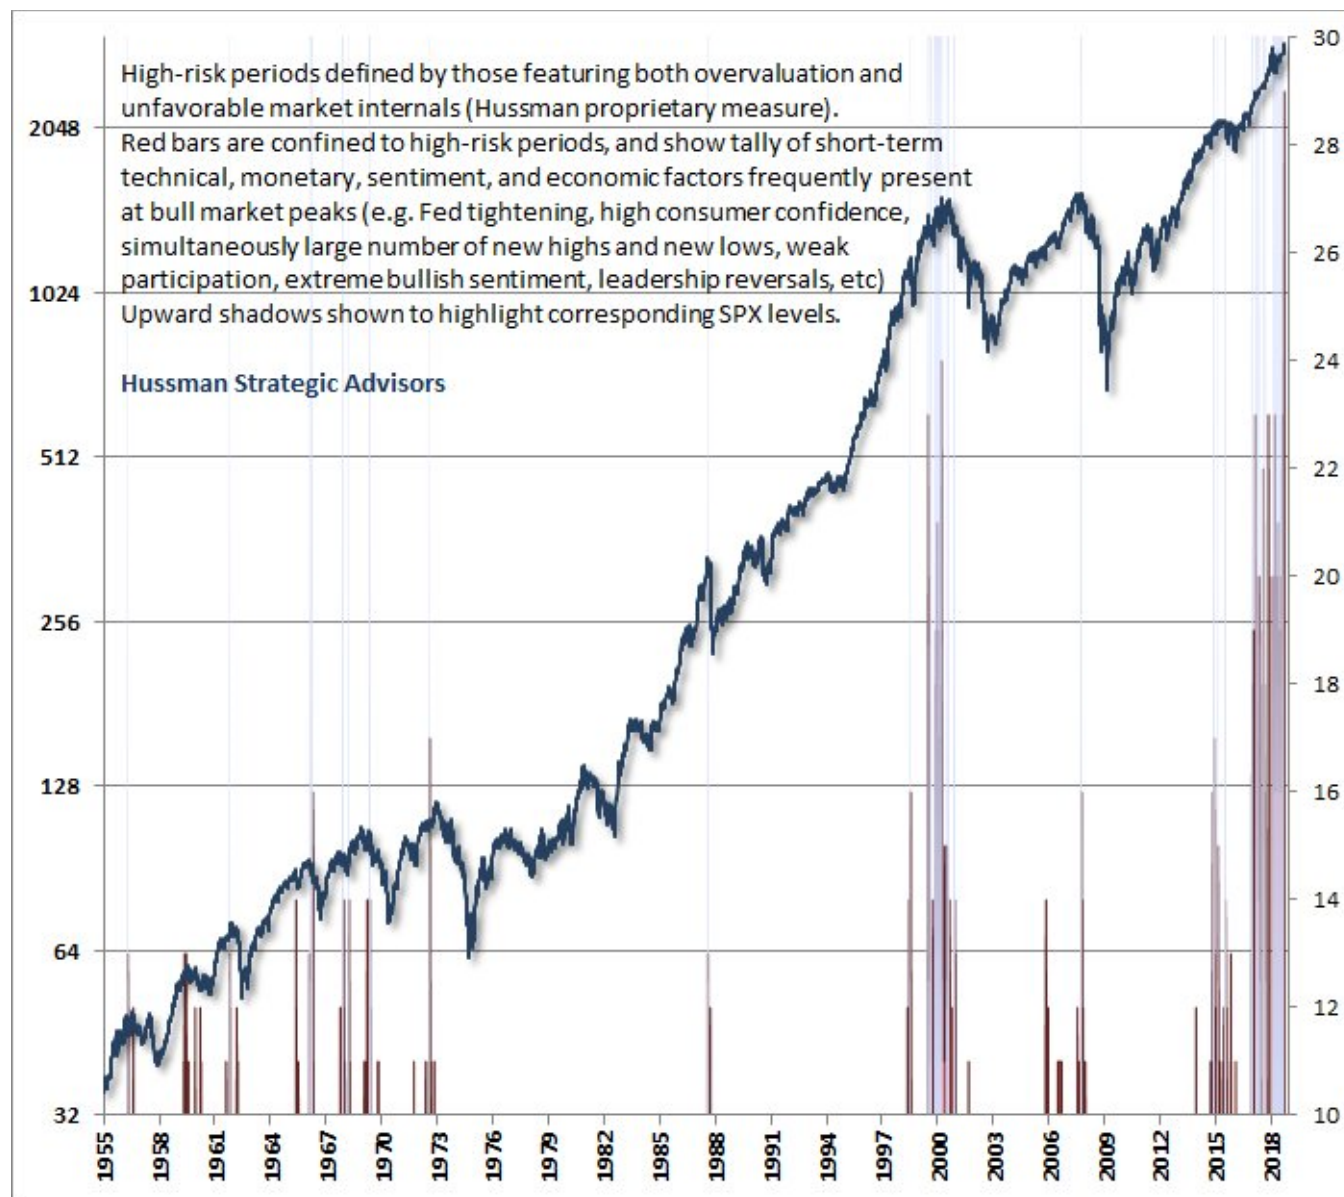 High-risk periods defined by those featuring both overvaluation and
unfavorable market internals (Hussman proprietary measure).
Red bars are confined to high-risk periods, and show tally of short-term
technical, monetary, sentiment, and economic factors frequently present
at bull market peaks (e.g. Fed tightening, high consumer confidence,
simultaneously large number of new highs and new lows, weak
participation, extreme bullish sentiment, leadership reversals, etc)
Upward shadows shown to highlight corresponding SPX levels.
Hussman Strategic Advisors
2048
1024
512
256
128
64
32
30
28
26
24
22
20
18
16
14
12
10
1955 1958 1961 1964 1967 1970 1973 1976 1979 1982 1985 1988 1991 1994 1997 2000 2003 2006 2009 2012 2015 2018